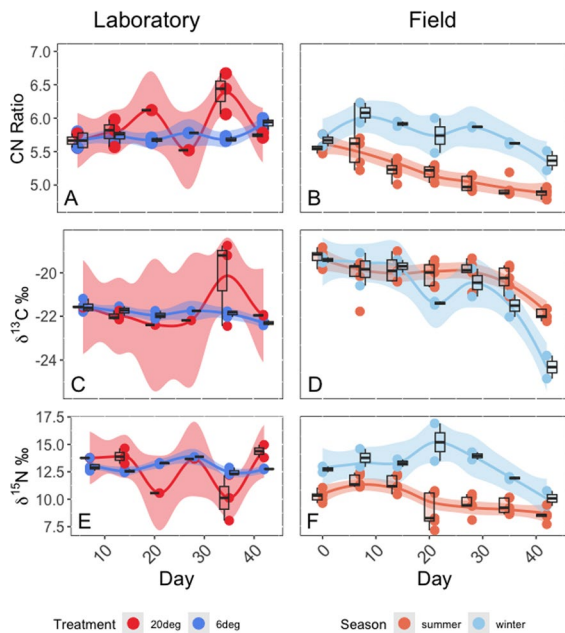 Laboratory Field
CN Ratio
7.0
6.5
6.0
5.5
5.0
A B
δ13C ‰
-20
-22
-24
C D
δ15N ‰
17.5
15.0
12.5
10.0
7.5
E F
10 20 30 40 0 10 20 30 40
Day Day
Treatment 20deg 6deg Season summer winter